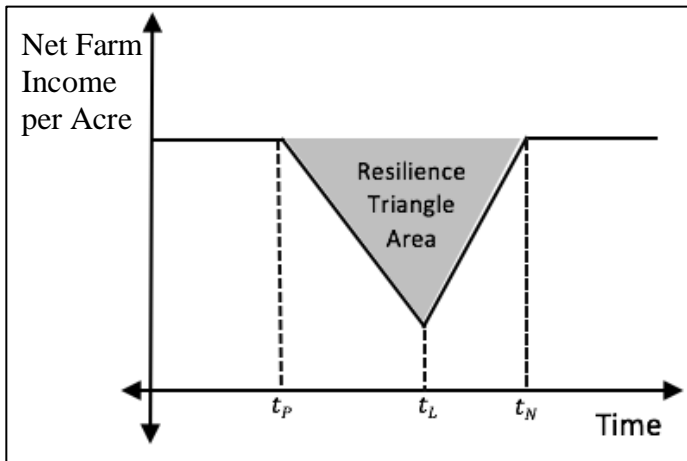 Net Farm
Income
per Acre
Resilience
Triangle
Area
t_P
t_L
t_N
Time